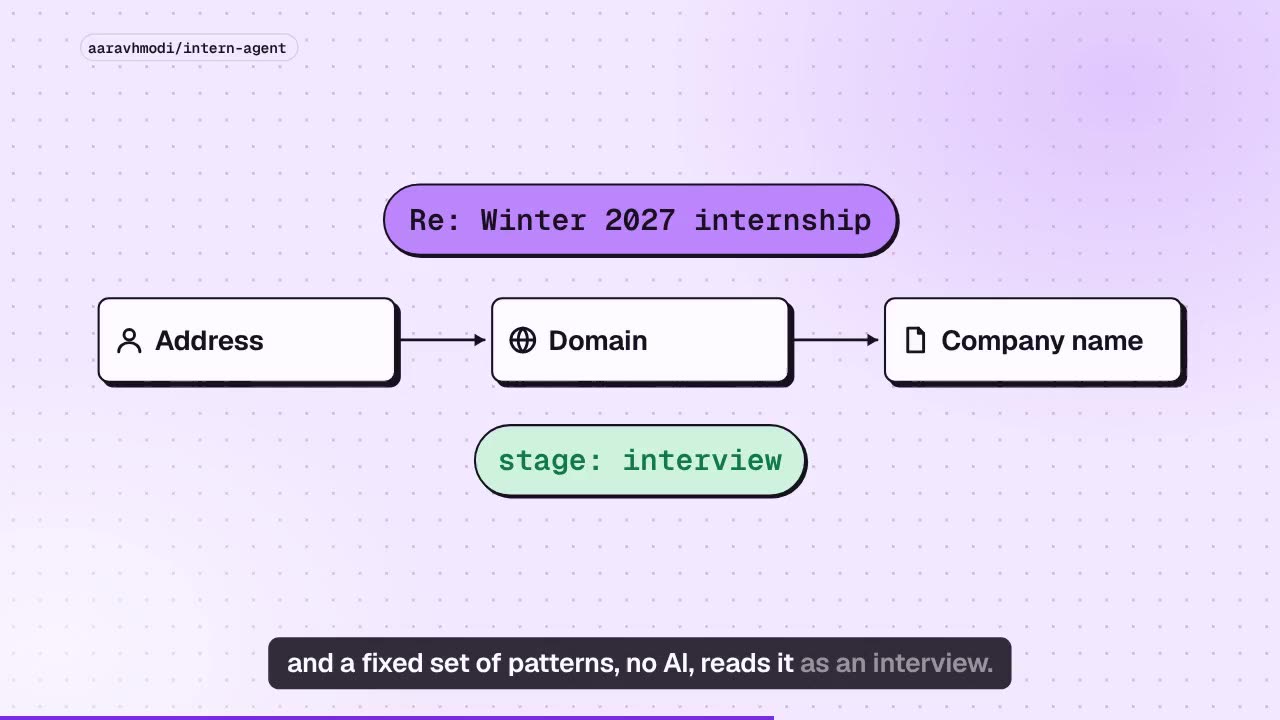 aaravhmodi/intern-agent
Re: Winter 2027 internship
Address
Domain
Company name
stage: interview
and a fixed set of patterns, no AI, reads it as an interview.